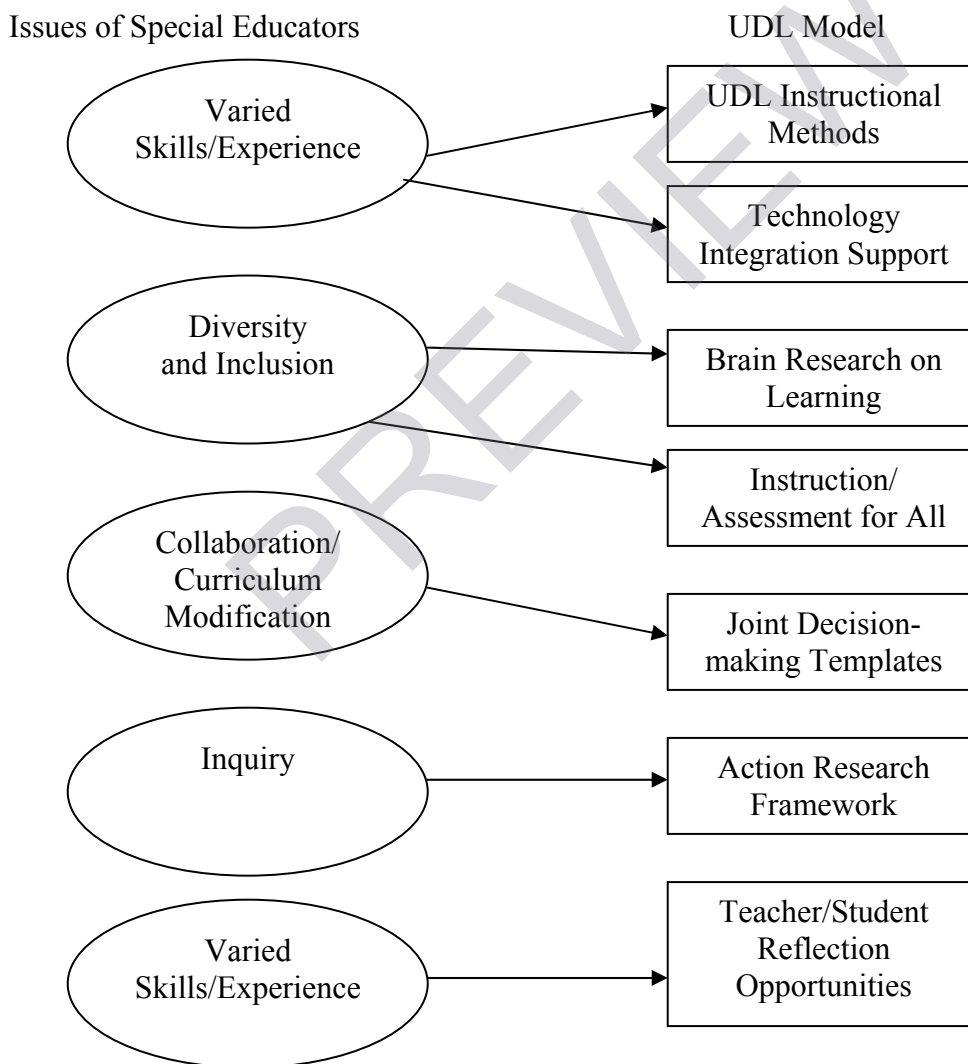 Issues of Special Educators
UDL Model
Varied
Skills/Experience
UDL Instructional
Methods
Technology
Integration Support
Diversity
and Inclusion
Brain Research on
Learning
Instruction/
Assessment for All
Collaboration/
Curriculum
Modification
Joint Decision-
making Templates
Inquiry
Action Research
Framework
Varied
Skills/Experience
Teacher/Student
Reflection
Opportunities
PREVIEW